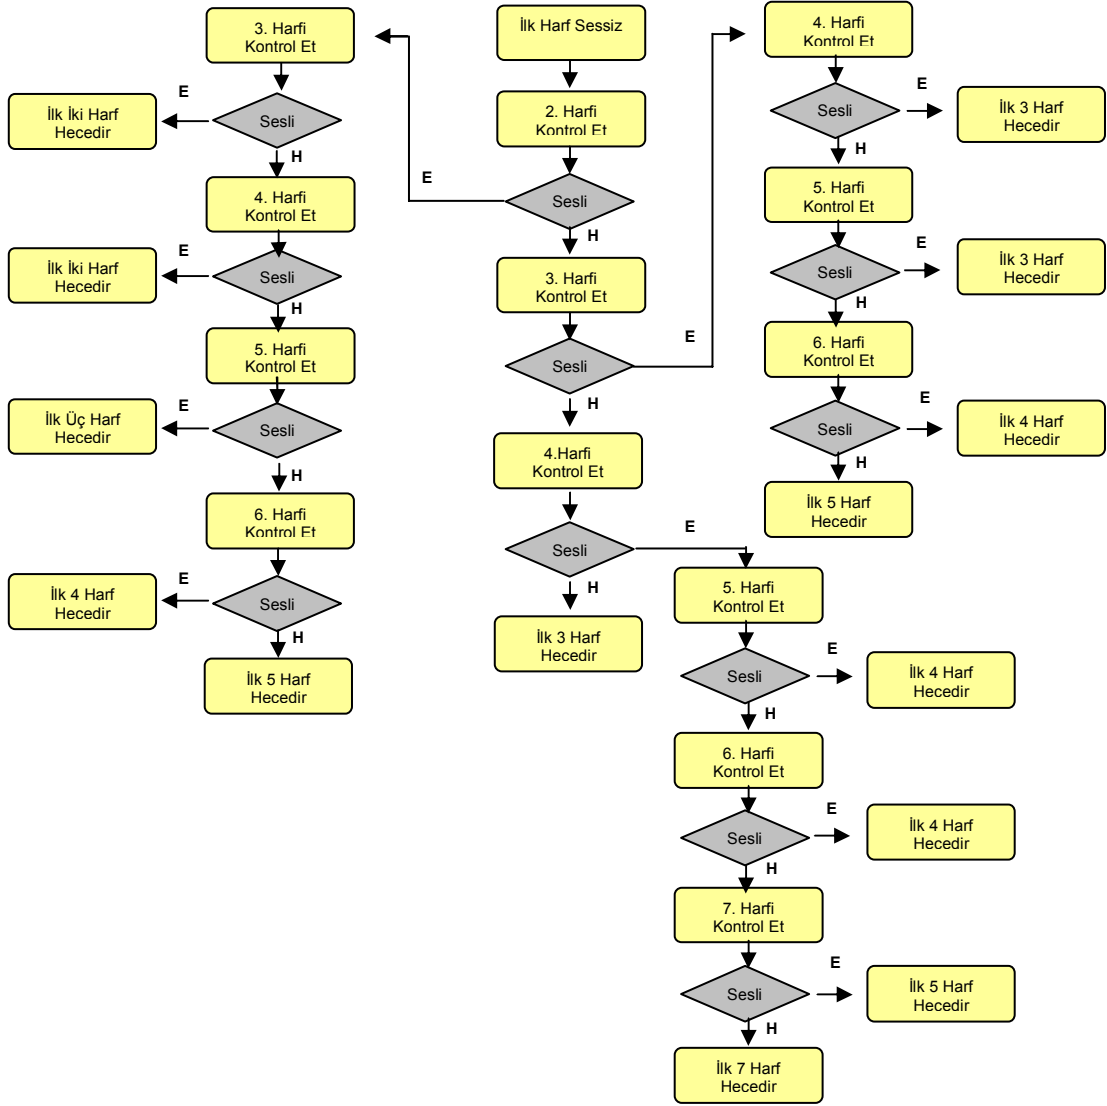 İlk Harf Sessiz
2. Harfi
Kontrol Et
Sesli
E
H
3. Harfi
Kontrol Et
Sesli
E
İlk İki Harf
Hecedir
H
4. Harfi
Kontrol Et
Sesli
E
İlk İki Harf
Hecedir
H
5. Harfi
Kontrol Et
Sesli
E
İlk Üç Harf
Hecedir
H
6. Harfi
Kontrol Et
Sesli
E
İlk 4 Harf
Hecedir
H
İlk 5 Harf
Hecedir
3. Harfi
Kontrol Et
Sesli
E
H
4. Harfi
Kontrol Et
Sesli
E
İlk 3 Harf
Hecedir
H
5. Harfi
Kontrol Et
Sesli
E
İlk 3 Harf
Hecedir
H
6. Harfi
Kontrol Et
Sesli
E
İlk 4 Harf
Hecedir
H
İlk 5 Harf
Hecedir
4.Harfi
Kontrol Et
Sesli
E
H
İlk 3 Harf
Hecedir
5. Harfi
Kontrol Et
Sesli
E
İlk 4 Harf
Hecedir
H
6. Harfi
Kontrol Et
Sesli
E
İlk 4 Harf
Hecedir
H
7. Harfi
Kontrol Et
Sesli
E
İlk 5 Harf
Hecedir
H
İlk 7 Harf
Hecedir